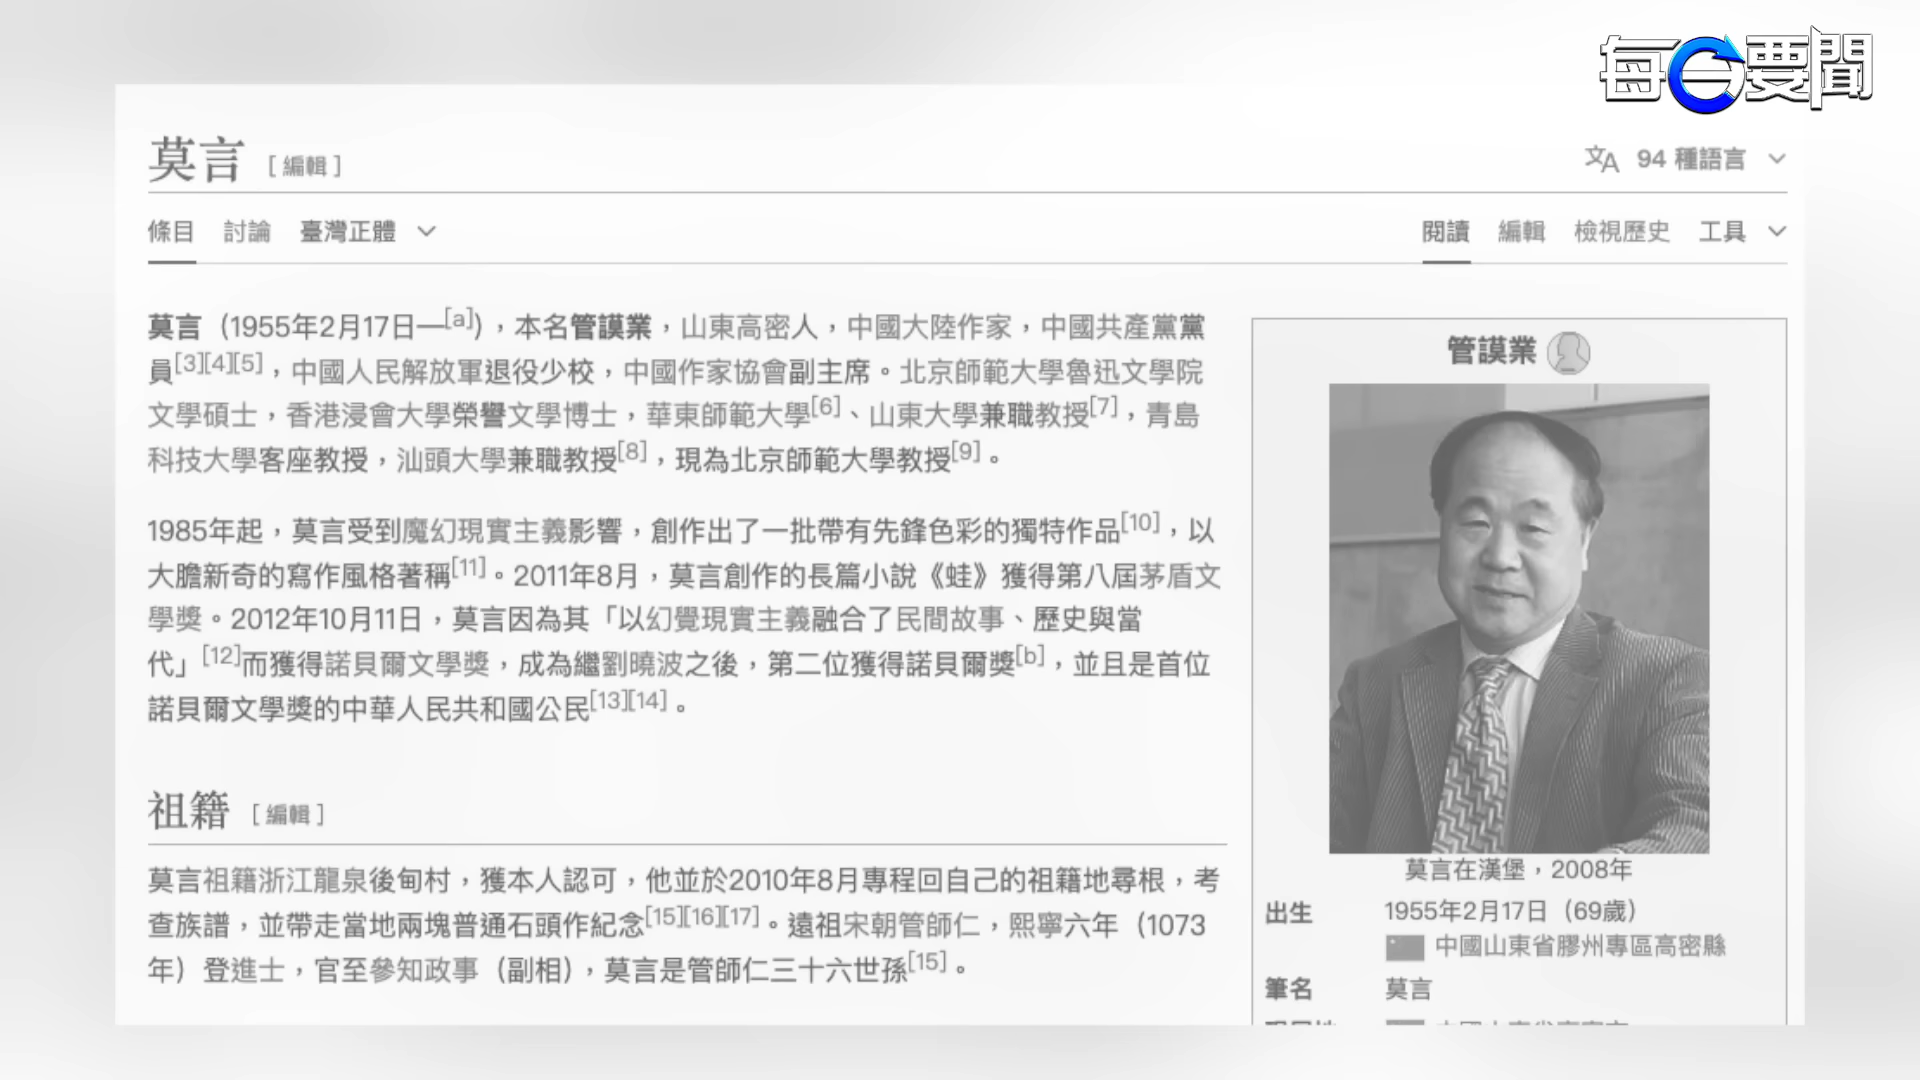 每日要聞
莫言 [ 編輯 ]
文A 94 種語言
條目 討論 臺灣正體
閱讀 編輯 檢視歷史 工具
莫言（1955年2月17日—[a]），本名管謨業，山東高密人，中國大陸作家，中國共產黨黨
員[3][4][5]，中國人民解放軍退役少校，中國作家協會副主席。北京師範大學魯迅文學院
文學碩士，香港浸會大學榮譽文學博士，華東師範大學[6]、山東大學兼職教授[7]，青島
科技大學客座教授，汕頭大學兼職教授[8]，現為北京師範大學教授[9]。
1985年起，莫言受到魔幻現實主義影響，創作出了一批帶有先鋒色彩的獨特作品[10]，以
大膽新奇的寫作風格著稱[11]。2011年8月，莫言創作的長篇小說《蛙》獲得第八屆茅盾文
學獎。2012年10月11日，莫言因為其「以幻覺現實主義融合了民間故事、歷史與當
代」[12]而獲得諾貝爾文學獎，成為繼劉曉波之後，第二位獲得諾貝爾獎[b]，並且是首位
諾貝爾文學獎的中華人民共和國公民[13][14]。
祖籍 [ 編輯 ]
莫言祖籍浙江龍泉後甸村，獲本人認可，他並於2010年8月專程回自己的祖籍地尋根，考
查族譜，並帶走當地兩塊普通石頭作紀念[15][16][17]。遠祖宋朝管師仁，熙寧六年（1073
年）登進士，官至參知政事（副相），莫言是管師仁三十六世孫[15]。
管謨業
莫言在漢堡，2008年
出生 1955年2月17日（69歲）
中國山東省膠州專區高密縣
筆名 莫言